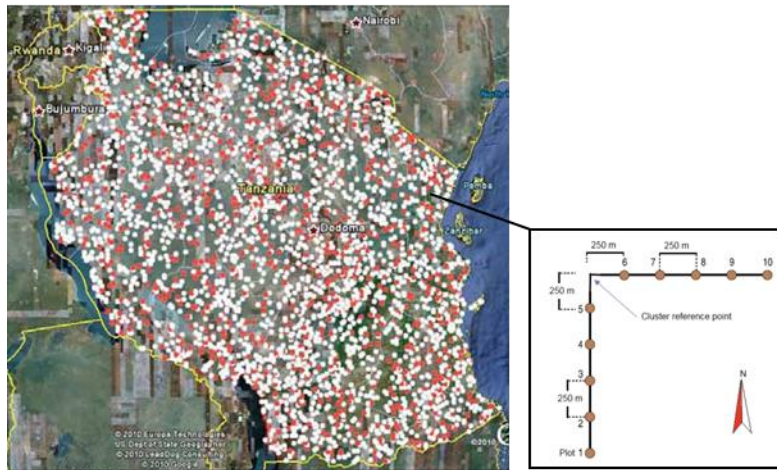 Nairobi
Rwanda
Kigali
Bujumbura
Tanzania
Pemba
Dodoma
Zanzibar
© 2010 Europa Technologies
US Dept of State Geographer
© 2010 LeadDog Consulting
© 2010 Google
©2010
250 m
250 m
6
7
8
9
10
250 m
5
Cluster reference point
4
3
N
250 m
2
Plot 1